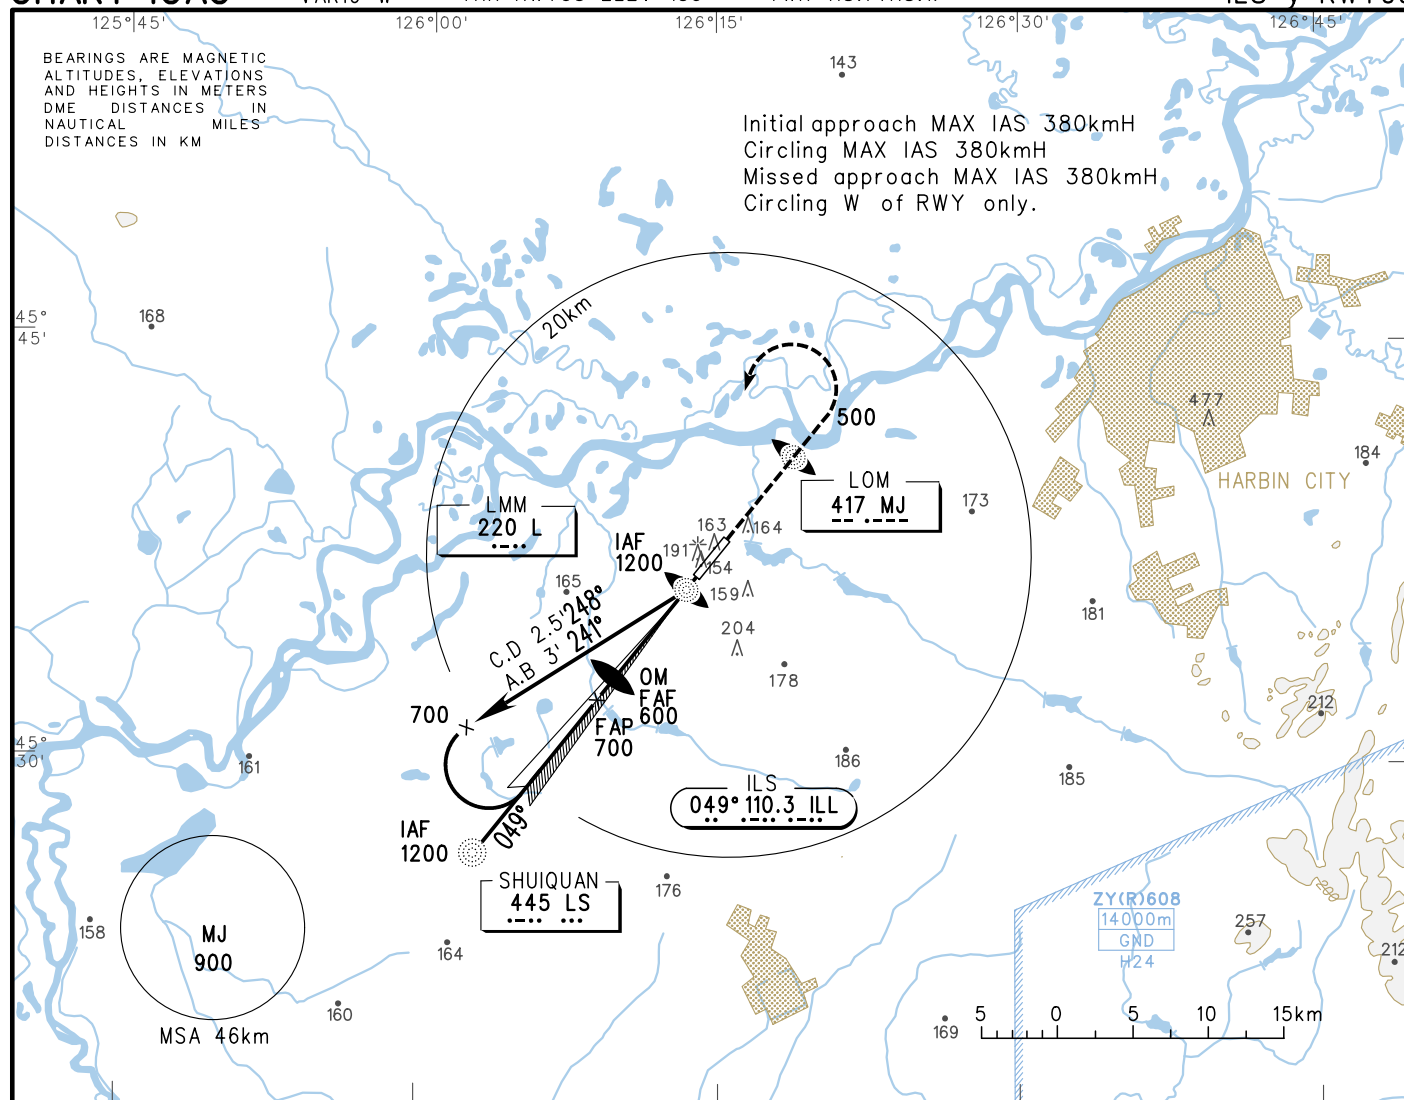 125°45'
126°00'
126°15'
126°30'
126°45'
BEARINGS ARE MAGNETIC
ALTITUDES, ELEVATIONS
AND HEIGHTS IN METERS
DME DISTANCES IN
NAUTICAL MILES
DISTANCES IN KM
143
Initial approach MAX IAS 380kmH
Circling MAX IAS 380kmH
Missed approach MAX IAS 380kmH
Circling W of RWY only.
45°
45'
168
20km
500
477
184
HARBIN CITY
LOM
417 MJ
173
LMM
220 L
IAF
1200
163
164
191
154
159
165
204
181
178
C.D 2.5' 248°
A.B 3' 241°
OM
FAF
600
FAP
700
700
212
45°
30'
161
186
185
ILS
049° 110.3 ILL
049°
IAF
1200
SHUIQUAN
445 LS
176
200
ZY(R)608
14000m
GND
H24
257
212
158
MJ
900
164
160
MSA 46km
169
5 0 5 10 15km